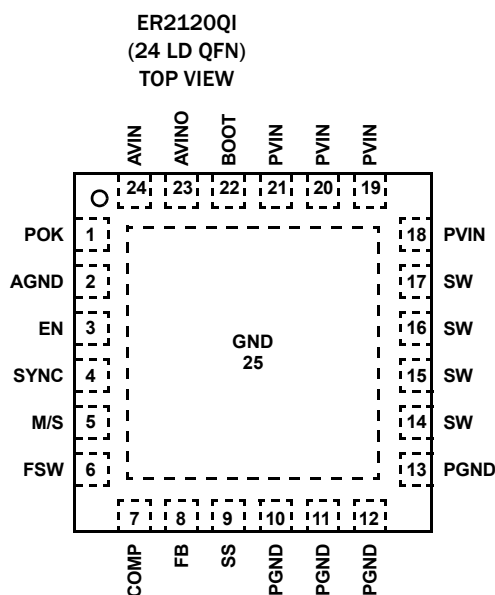 ER2120QI
(24 LD QFN)
TOP VIEW
AVIN AVINO BOOT PVIN PVIN PVIN
24 23 22 21 20 19
POK 1
AGND 2
EN 3
SYNC 4
M/S 5
FSW 6
GND
25
18 PVIN
17 SW
16 SW
15 SW
14 SW
13 PGND
7 8 9 10 11 12
COMP FB SS PGND PGND PGND